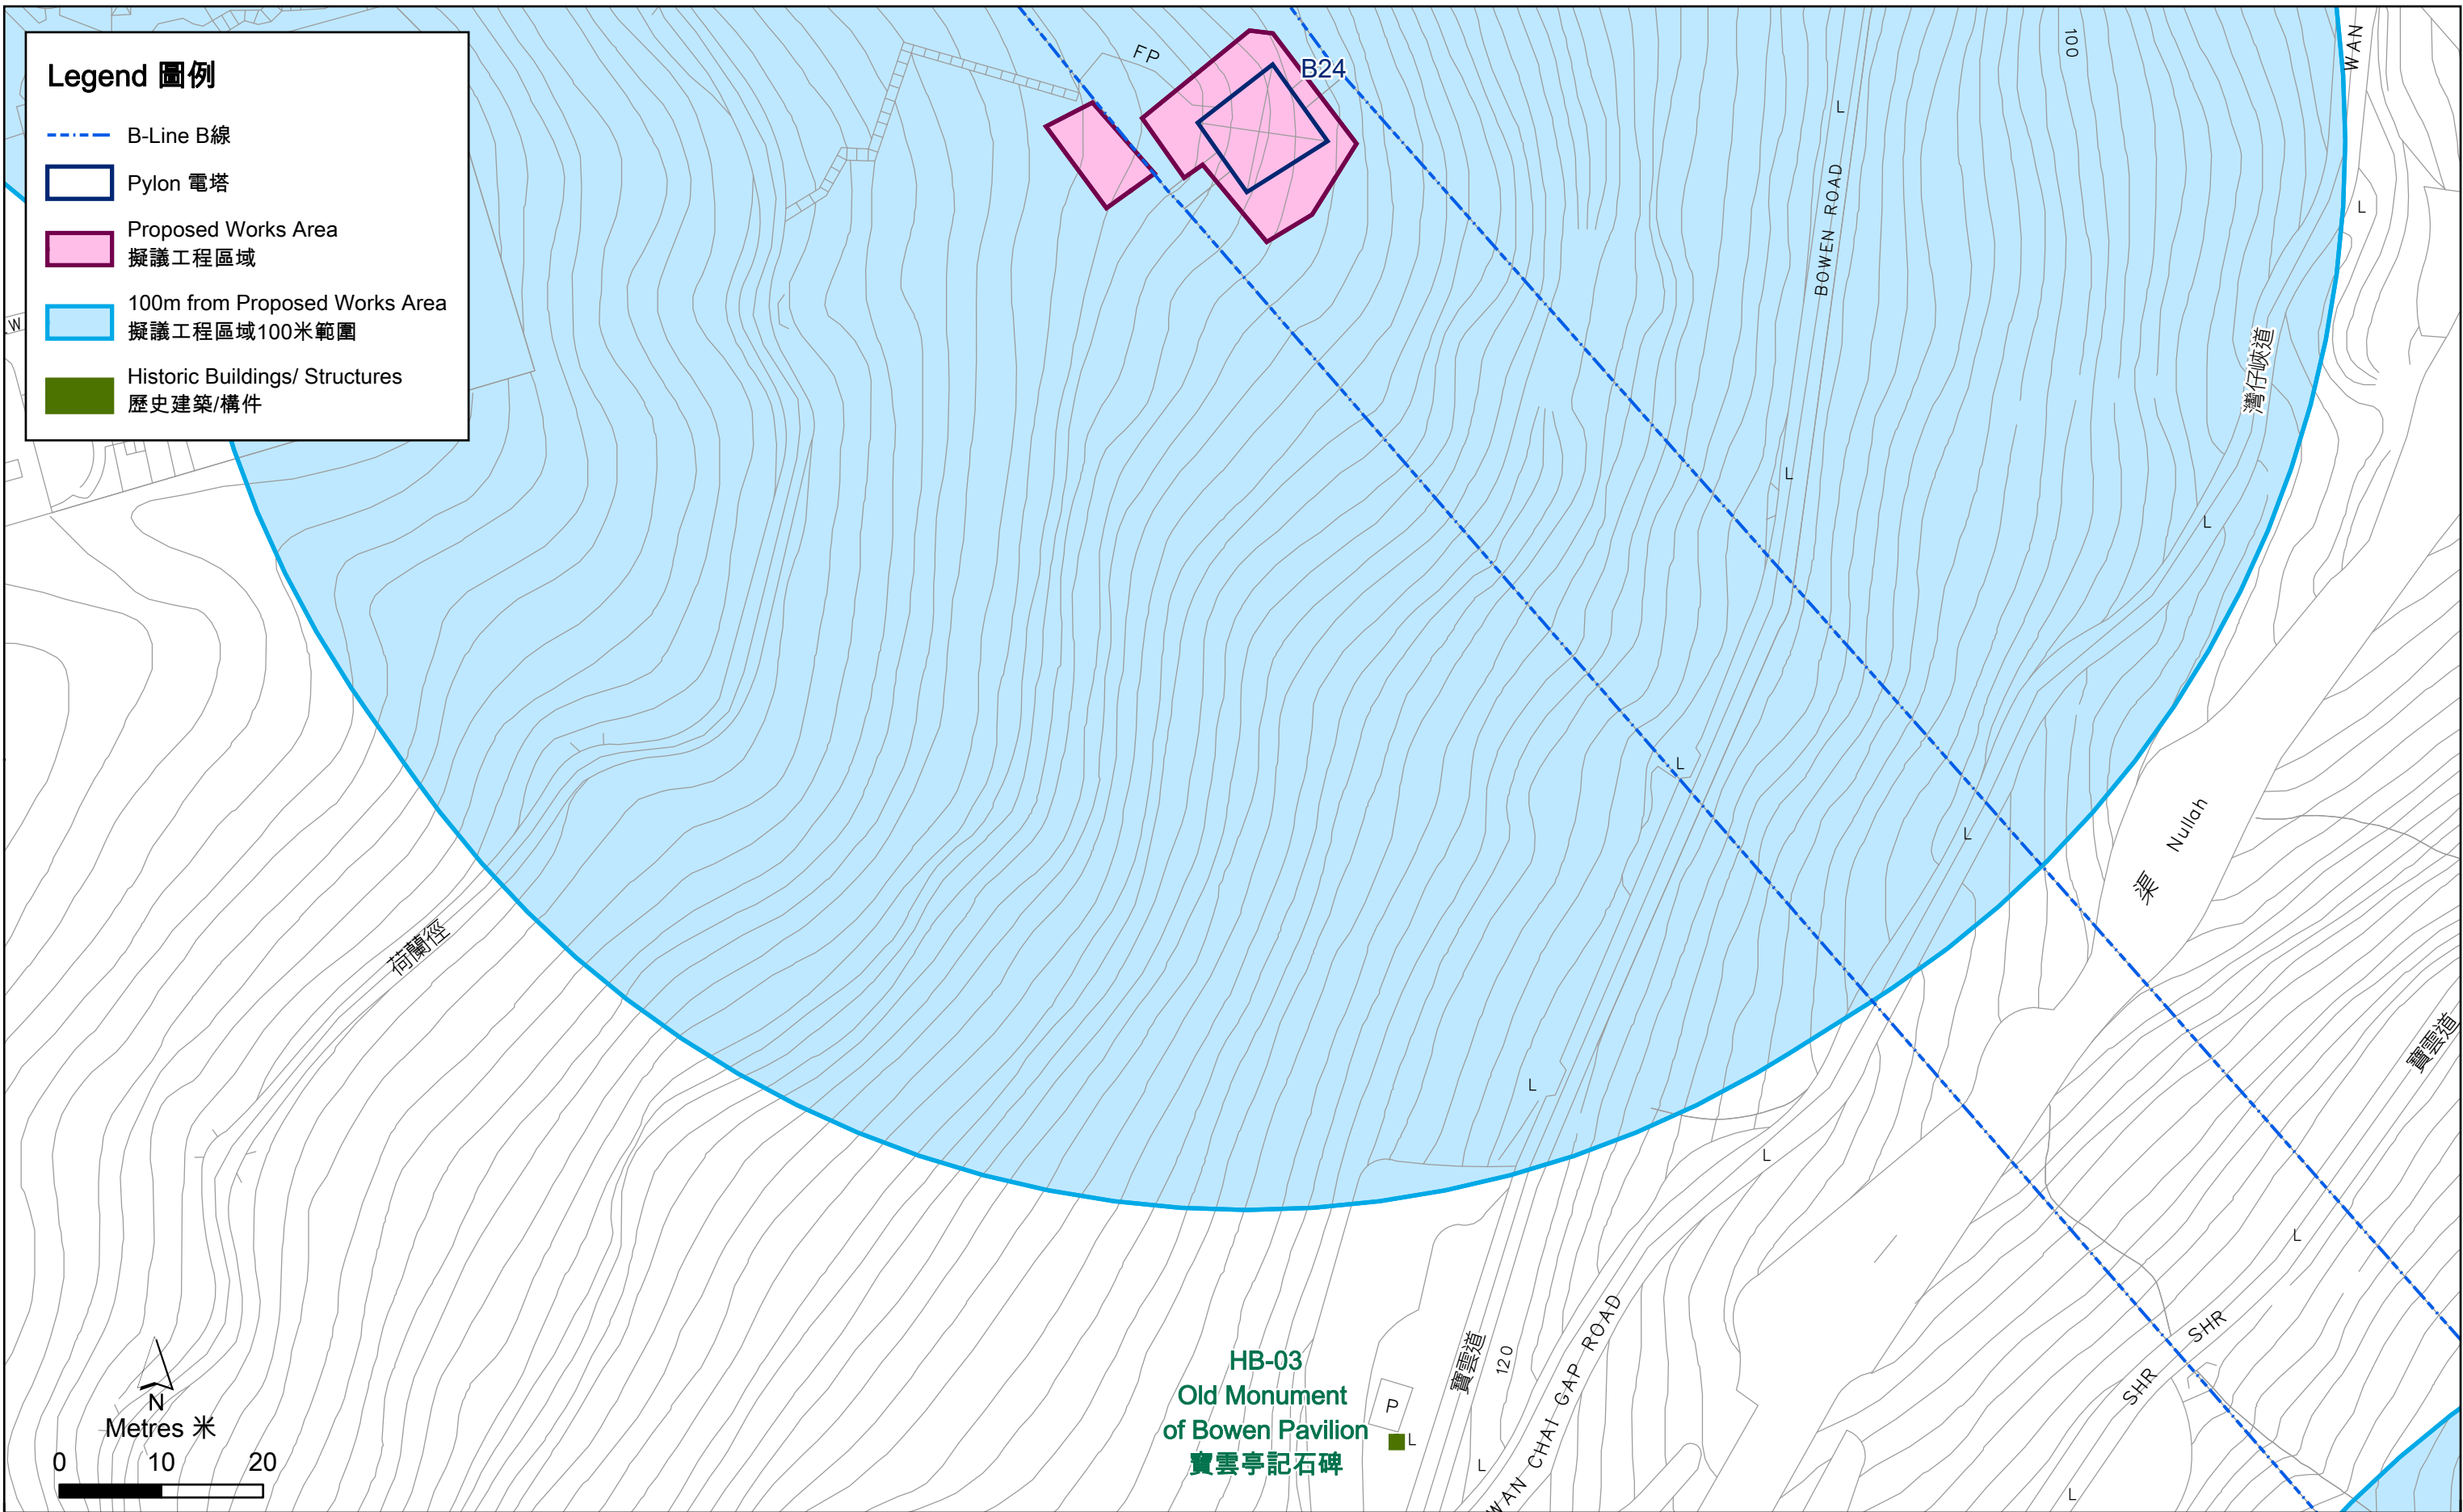 Legend 圖例
B-Line B線
Pylon 電塔
Proposed Works Area
擬議工程區域
100m from Proposed Works Area
擬議工程區域100米範圍
Historic Buildings/ Structures
歷史建築/構件
FP
B24
100
WAN
L
BOWEN ROAD
L
W
灣仔峽道
L
L
L
L
Nullah
渠
荷蘭徑
寶雲道
L
L
L
SHR
SHR
寶雲道
120
WAN CHAI GAP ROAD
HB-03
Old Monument
of Bowen Pavilion
寶雲亭記石碑
P
L
L
L
N
Metres 米
0 10 20